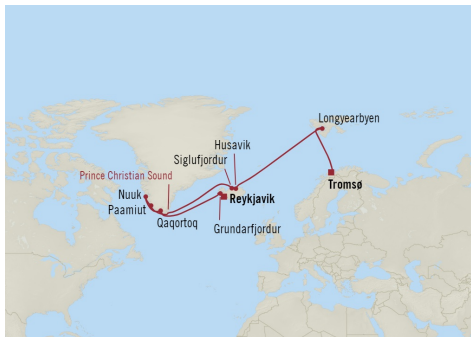 Longyearbyen
Husavik
Siglufjordur
Prince Christian Sound
Tromsø
Nuuk
Reykjavik
Paamiut
Qaqortoq
Grundarfjordur